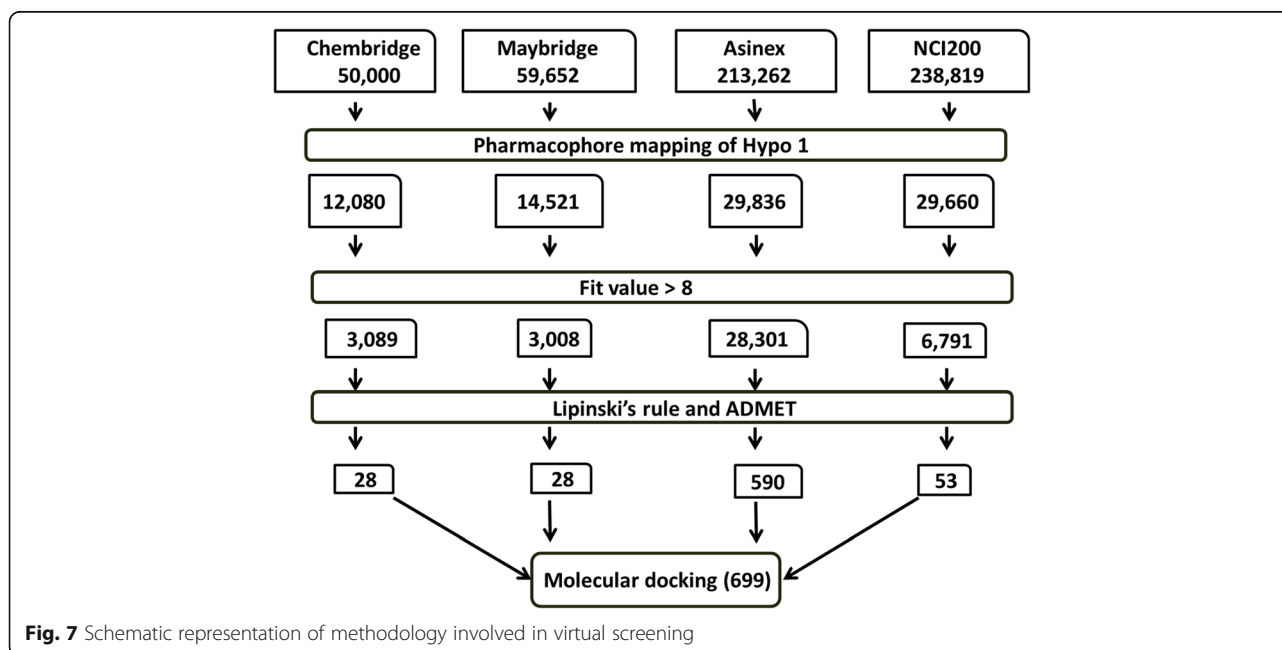 Chembridge
50,000
Maybridge
59,652
Asinex
213,262
NCI200
238,819
Pharmacophore mapping of Hypo 1
12,080
14,521
29,836
29,660
Fit value > 8
3,089
3,008
28,301
6,791
Lipinski's rule and ADMET
28
28
590
53
Molecular docking (699)
Fig. 7 Schematic representation of methodology involved in virtual screening